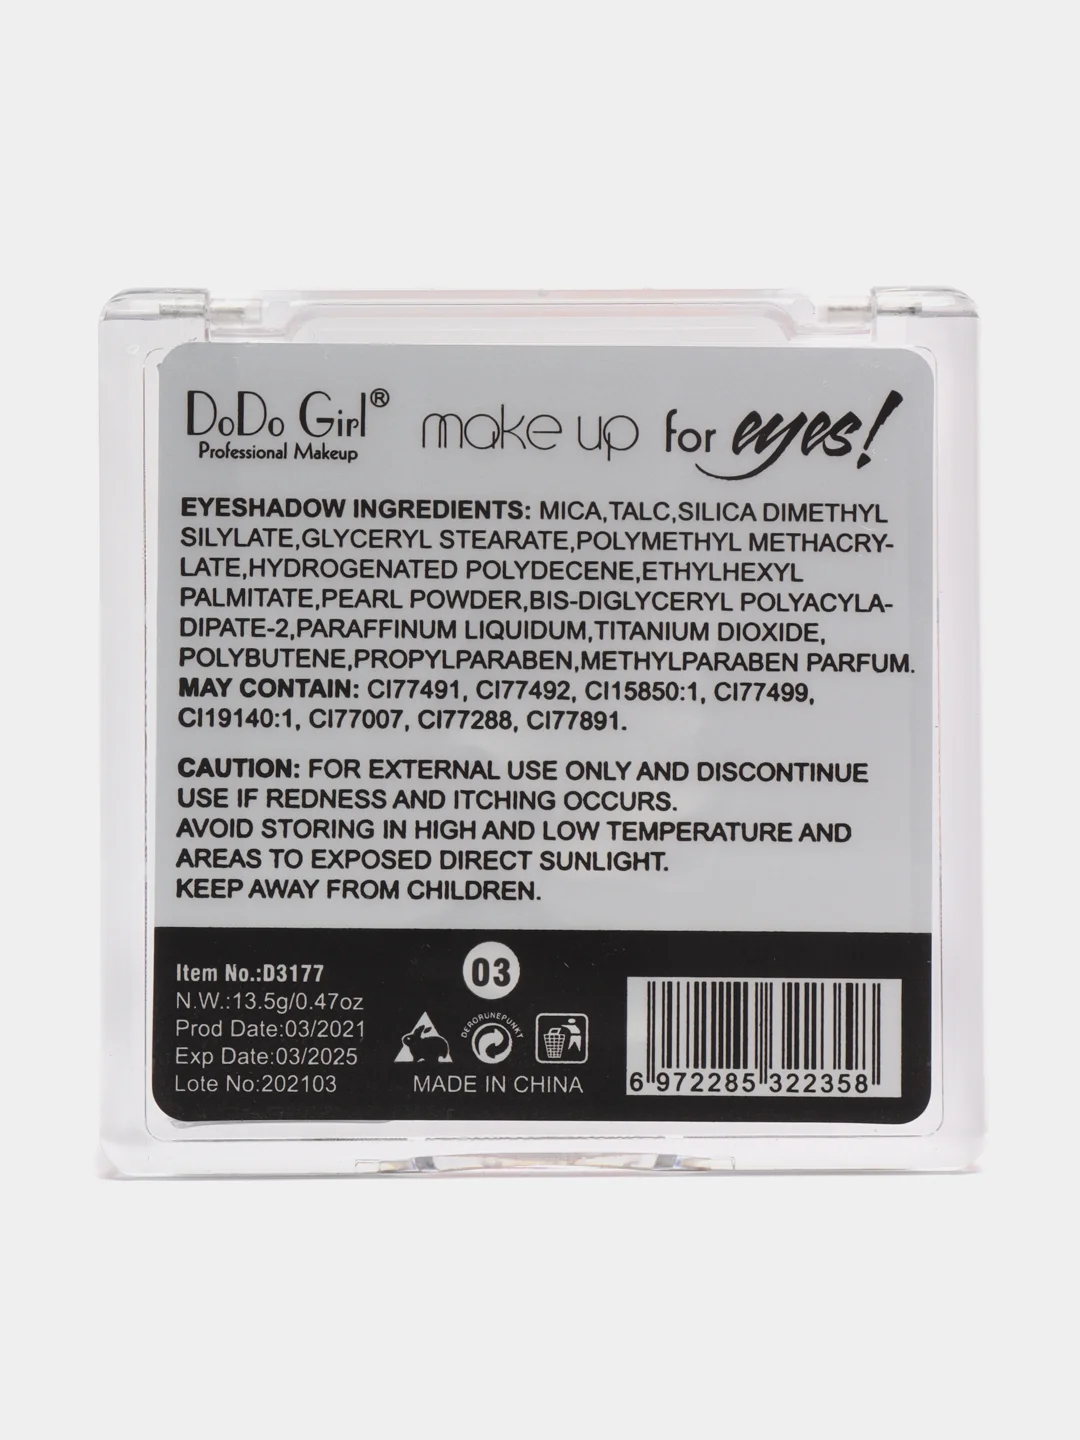 DoDo Girl®
Professional Makeup
make up for eyes!
EYESHADOW INGREDIENTS: MICA,TALC,SILICA DIMETHYL
SILYLATE,GLYCERYL STEARATE,POLYMETHYL METHACRY-
LATE,HYDROGENATED POLYDECENE,ETHYLHEXYL
PALMITATE,PEARL POWDER,BIS-DIGLYCERYL POLYACYLA-
DIPATE-2,PARAFFINUM LIQUIDUM,TITANIUM DIOXIDE,
POLYBUTENE,PROPYLPARABEN,METHYLPARABEN PARFUM.
MAY CONTAIN: CI77491, CI77492, CI15850:1, CI77499,
CI19140:1, CI77007, CI77288, CI77891.
CAUTION: FOR EXTERNAL USE ONLY AND DISCONTINUE
USE IF REDNESS AND ITCHING OCCURS.
AVOID STORING IN HIGH AND LOW TEMPERATURE AND
AREAS TO EXPOSED DIRECT SUNLIGHT.
KEEP AWAY FROM CHILDREN.
Item No.:D3177
N.W.:13.5g/0.47oz
Prod Date:03/2021
Exp Date:03/2025
Lote No:202103
03
DERORUNEPUNKT
MADE IN CHINA
6 972285 322358